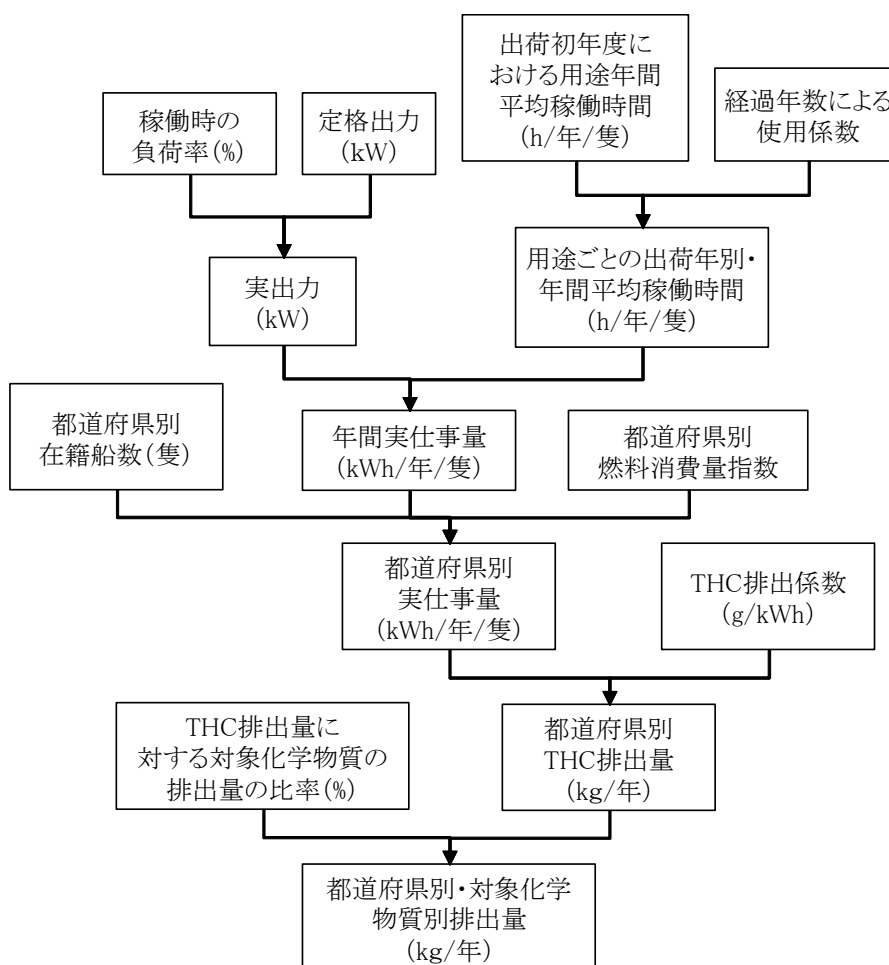 出荷初年度に
おける用途年間
平均稼働時間
(h/年/隻)
経過年数による
使用係数
稼働時の
負荷率(%)
定格出力
(kW)
実出力
(kW)
用途ごとの出荷年別・
年間平均稼働時間
(h/年/隻)
都道府県別
在籍船数(隻)
年間実仕事量
(kWh/年/隻)
都道府県別
燃料消費量指数
都道府県別
実仕事量
(kWh/年/隻)
THC排出係数
(g/kWh)
THC排出量に
対する対象化学物質の
排出量の比率(%)
都道府県別
THC排出量
(kg/年)
都道府県別・対象化学
物質別排出量
(kg/年)